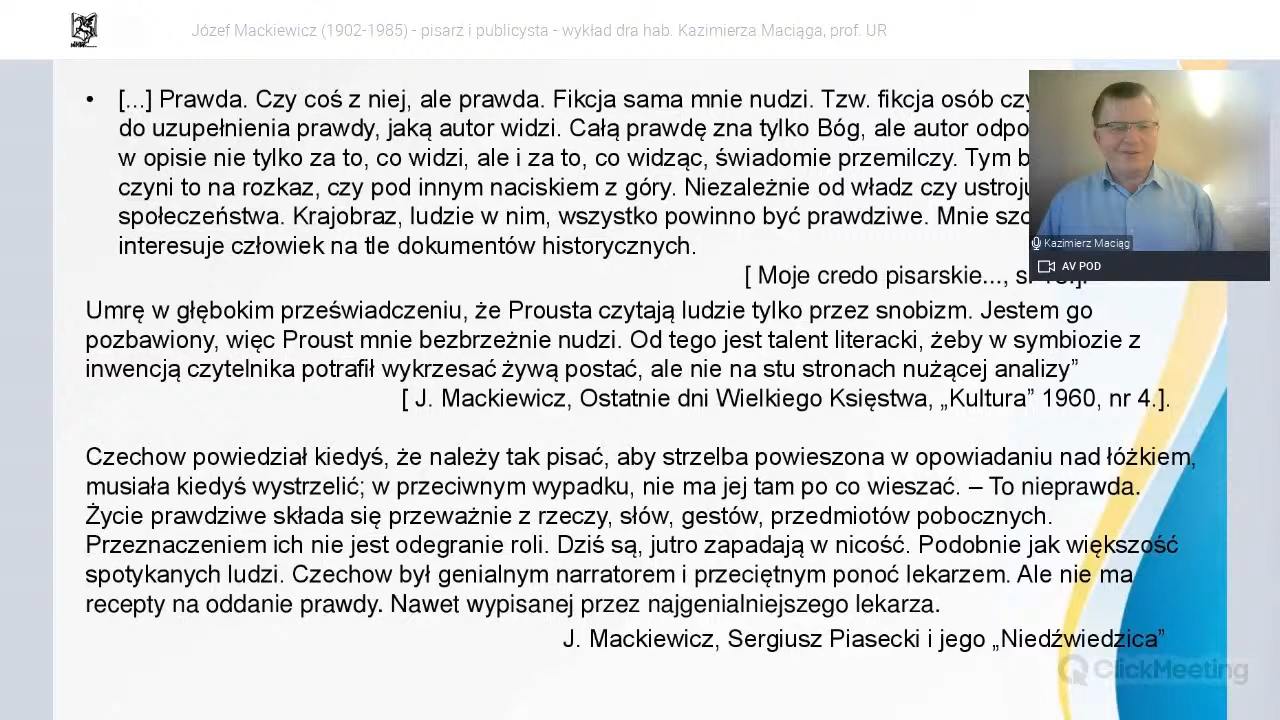 Józef Mackiewicz (1902-1985) - pisarz i publicysta - wykład dra hab. Kazimierza Maciąga, prof. UR
• [...] Prawda. Czy coś z niej, ale prawda. Fikcja sama mnie nudzi. Tzw. fikcja osób
do uzupełnienia prawdy, jaką autor widzi. Całą prawdę zna tylko Bóg, ale autor
w opisie nie tylko za to, co widzi, ale i za to, co widząc, świadomie przemilczy. Tym
czyni to na rozkaz, czy pod innym naciskiem z góry. Niezależnie od władz czy
społeczeństwa. Krajobraz, ludzie w nim, wszystko powinno być prawdziwe. Mnie
interesuje człowiek na tle dokumentów historycznych.
[ Moje credo pisarskie...,
Umrę w głębokim przeświadczeniu, że Prousta czytają ludzie tylko przez snobizm. Jestem go
pozbawiony, więc Proust mnie bezbrzeżnie nudzi. Od tego jest talent literacki, żeby w symbiozie z
inwencją czytelnika potrafił wykrzesać żywą postać, ale nie na stu stronach nużącej analizy”
[ J. Mackiewicz, Ostatnie dni Wielkiego Księstwa, „Kultura” 1960, nr 4.].
Czechow powiedział kiedyś, że należy tak pisać, aby strzelba powieszona w opowiadaniu nad łóżkiem,
musiała kiedyś wystrzelić; w przeciwnym wypadku, nie ma jej tam po co wieszać. – To nieprawda.
Życie prawdziwe składa się przeważnie z rzeczy, słów, gestów, przedmiotów pobocznych.
Przeznaczeniem ich nie jest odegranie roli. Dziś są, jutro zapadają w nicość. Podobnie jak większość
spotykanych ludzi. Czechow był genialnym narratorem i przeciętnym ponoć lekarzem. Ale nie ma
recepty na oddanie prawdy. Nawet wypisanej przez najgenialniejszego lekarza.
J. Mackiewicz, Sergiusz Piasecki i jego „Niedźwiedzica”
Kazimierz Maciąg
AV POD
ClickMeeting